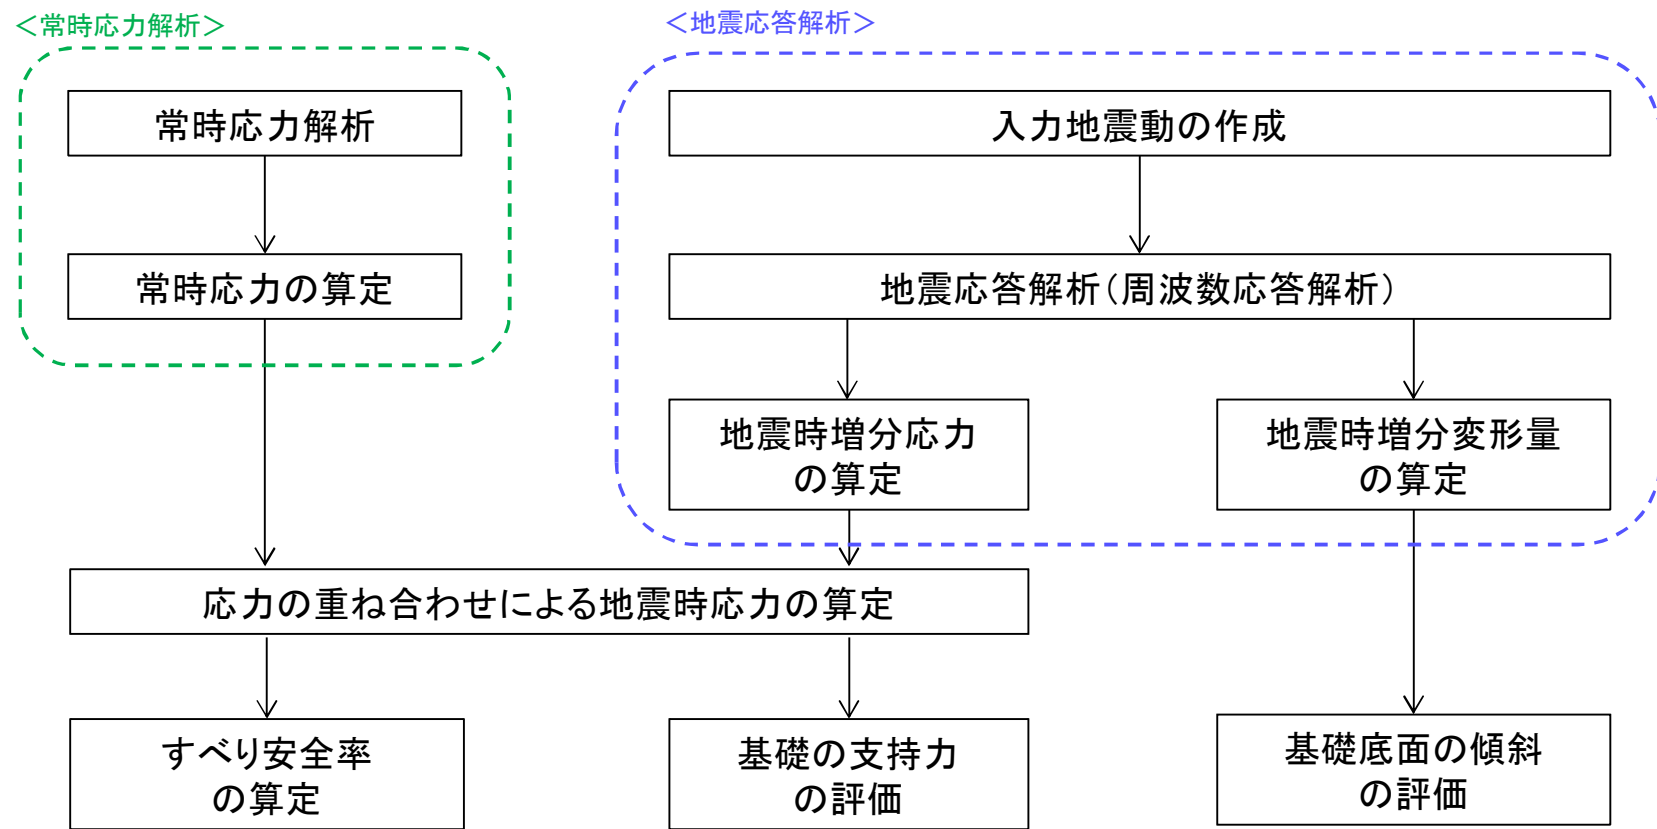 ＜常時応力解析＞
＜地震応答解析＞
常時応力解析
入力地震動の作成
常時応力の算定
地震応答解析（周波数応答解析）
地震時増分応力
の算定
地震時増分変形量
の算定
応力の重ね合わせによる地震時応力の算定
すべり安全率
の算定
基礎の支持力
の評価
基礎底面の傾斜
の評価